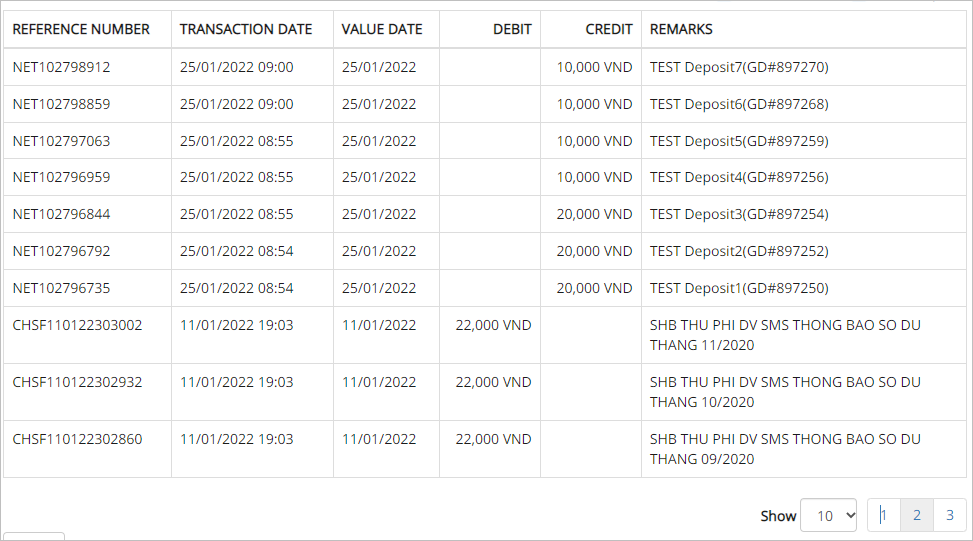 REFERENCE NUMBER TRANSACTION DATE VALUE DATE DEBIT CREDIT REMARKS
NET102798912 25/01/2022 09:00 25/01/2022 10,000 VND TEST Deposit7(GD#897270)
NET102798859 25/01/2022 09:00 25/01/2022 10,000 VND TEST Deposit6(GD#897268)
NET102797063 25/01/2022 08:55 25/01/2022 10,000 VND TEST Deposit5(GD#897259)
NET102796959 25/01/2022 08:55 25/01/2022 10,000 VND TEST Deposit4(GD#897256)
NET102796844 25/01/2022 08:55 25/01/2022 20,000 VND TEST Deposit3(GD#897254)
NET102796792 25/01/2022 08:54 25/01/2022 20,000 VND TEST Deposit2(GD#897252)
NET102796735 25/01/2022 08:54 25/01/2022 20,000 VND TEST Deposit1(GD#897250)
CHSF110122303002 11/01/2022 19:03 11/01/2022 22,000 VND SHB THU PHI DV SMS THONG BAO SO DU
THANG 11/2020
CHSF110122302932 11/01/2022 19:03 11/01/2022 22,000 VND SHB THU PHI DV SMS THONG BAO SO DU
THANG 10/2020
CHSF110122302860 11/01/2022 19:03 11/01/2022 22,000 VND SHB THU PHI DV SMS THONG BAO SO DU
THANG 09/2020
Show 10 1 2 3